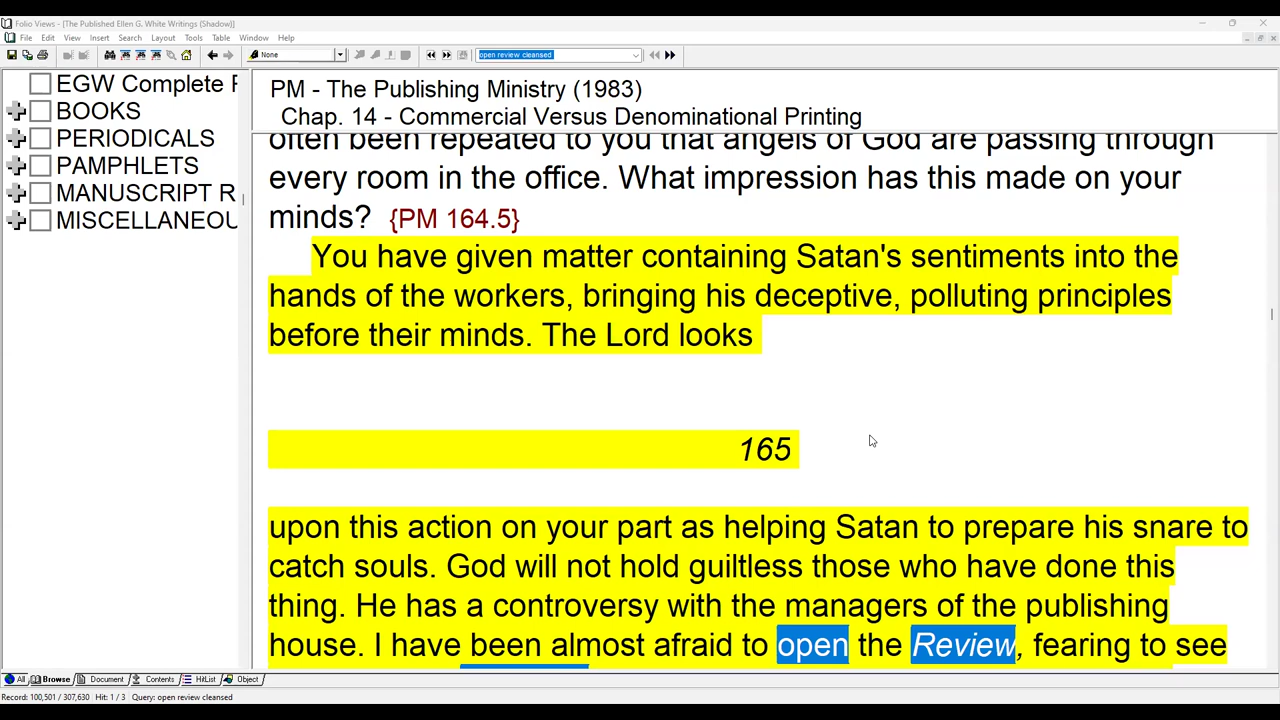 Folio Views - [The Published Ellen G. White Writings (Shadow)]
File Edit View Insert Search Layout Tools Table Window Help
None open review cleansed
EGW Complete
BOOKS
PERIODICALS
PAMPHLETS
MANUSCRIPT R
MISCELLANEOU
PM - The Publishing Ministry (1983)
Chap. 14 - Commercial Versus Denominational Printing
often been repeated to you that angels of God are passing through
every room in the office. What impression has this made on your
minds? {PM 164.5}
You have given matter containing Satan's sentiments into the
hands of the workers, bringing his deceptive, polluting principles
before their minds. The Lord looks
165
upon this action on your part as helping Satan to prepare his snare to
catch souls. God will not hold guiltless those who have done this
thing. He has a controversy with the managers of the publishing
house. I have been almost afraid to open the Review, fearing to see
All Browse Document Contents HitList Object
Record: 100,501 / 307,630 Hit: 1 / 3 Query: open review cleansed